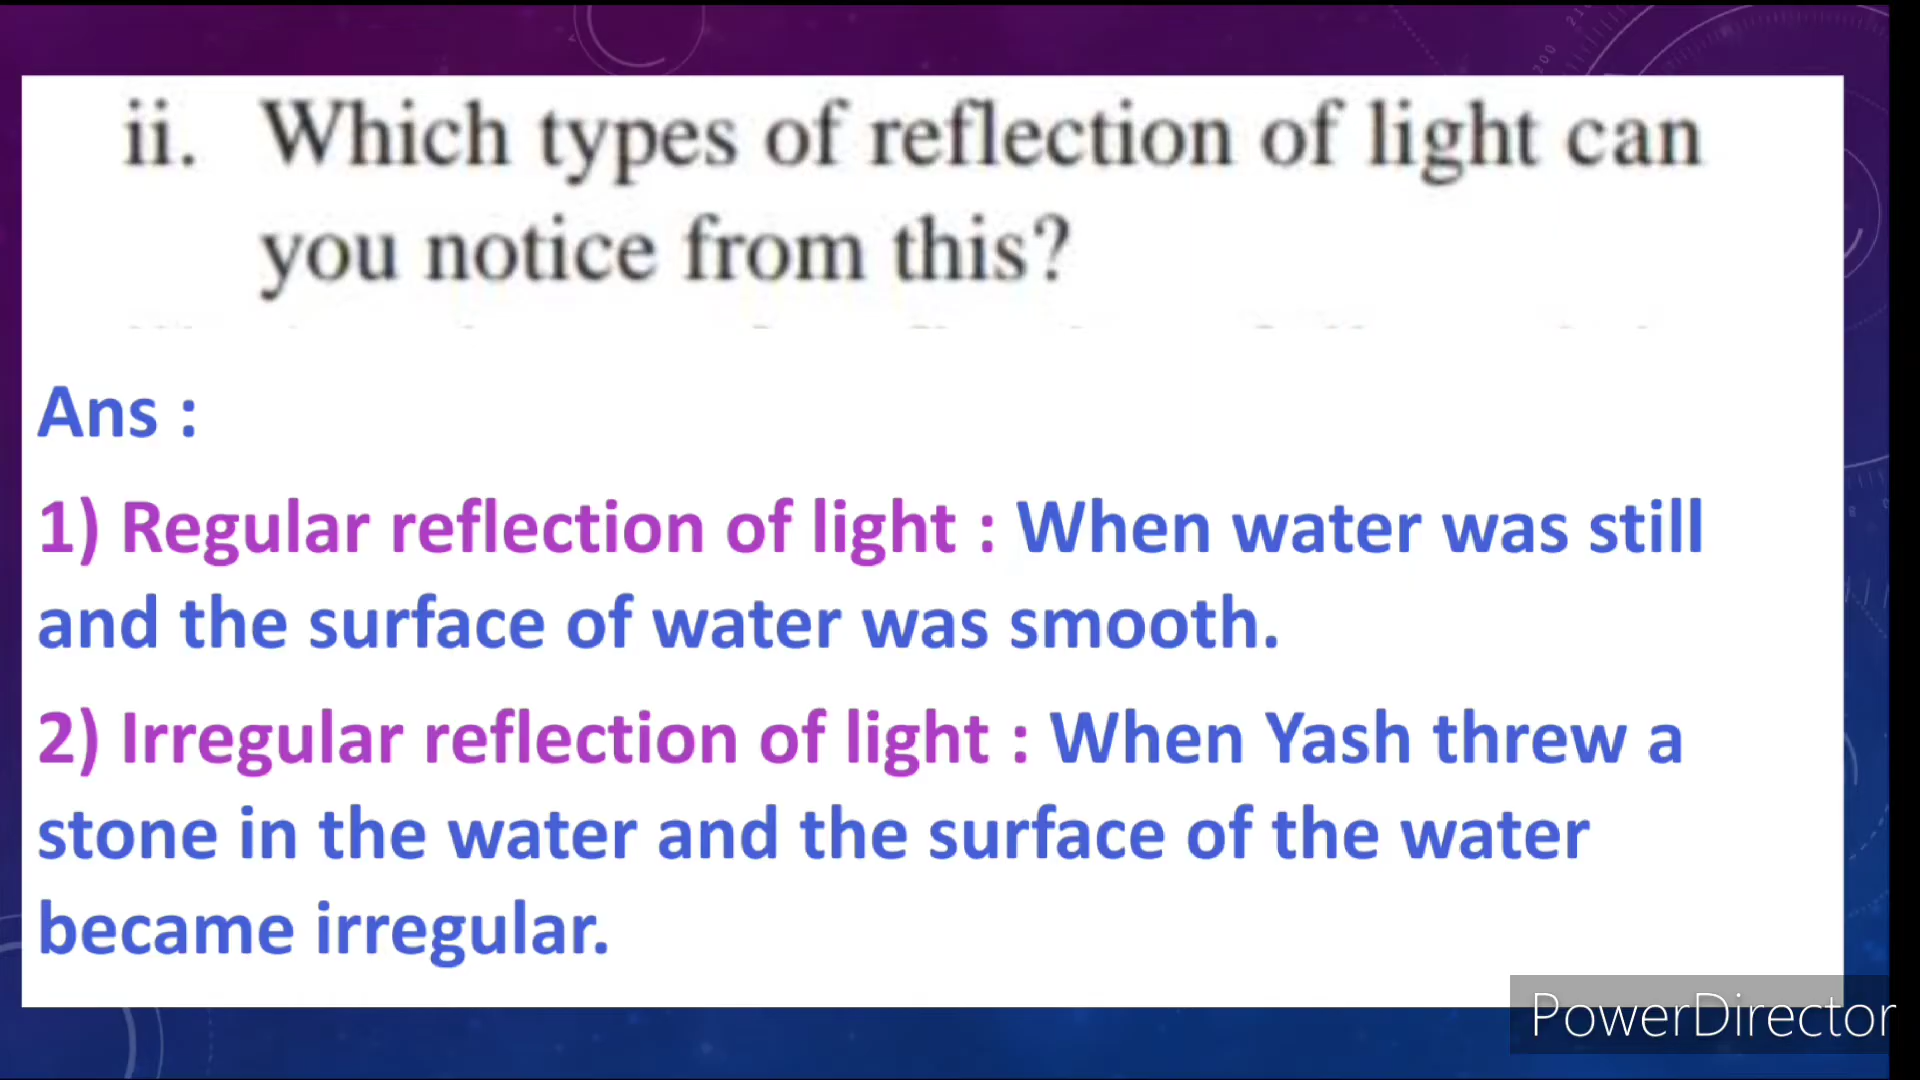 ii. Which types of reflection of light can
you notice from this?
Ans :
1) Regular reflection of light : When water was still
and the surface of water was smooth.
2) Irregular reflection of light : When Yash threw a
stone in the water and the surface of the water
became irregular.
PowerDirector